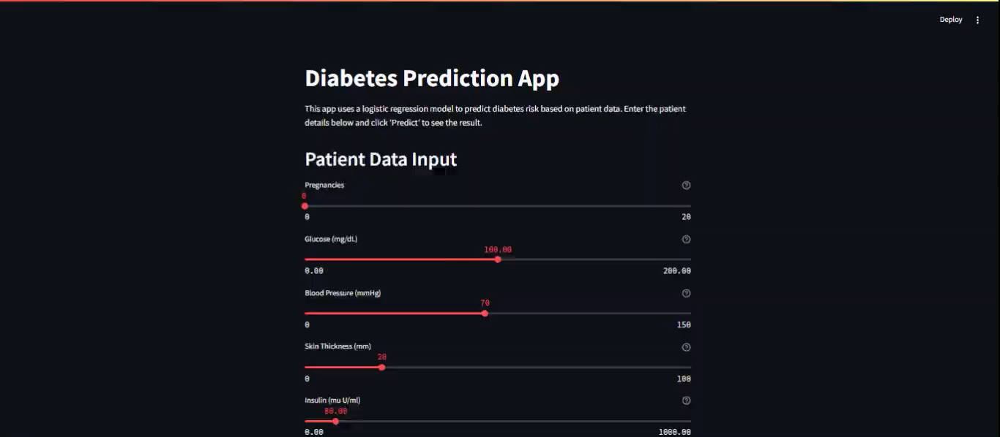 Deploy
Diabetes Prediction App
This app uses a logistic regression model to predict diabetes risk based on patient data. Enter the patient
details below and click 'Predict' to see the result.
Patient Data Input
Pregnancies
0
0 20
Glucose (mg/dL)
100.00
0.00 200.00
Blood Pressure (mmHg)
70
0 150
Skin Thickness (mm)
20
0 100
Insulin (mu U/ml)
80.00
0.00 1000.00